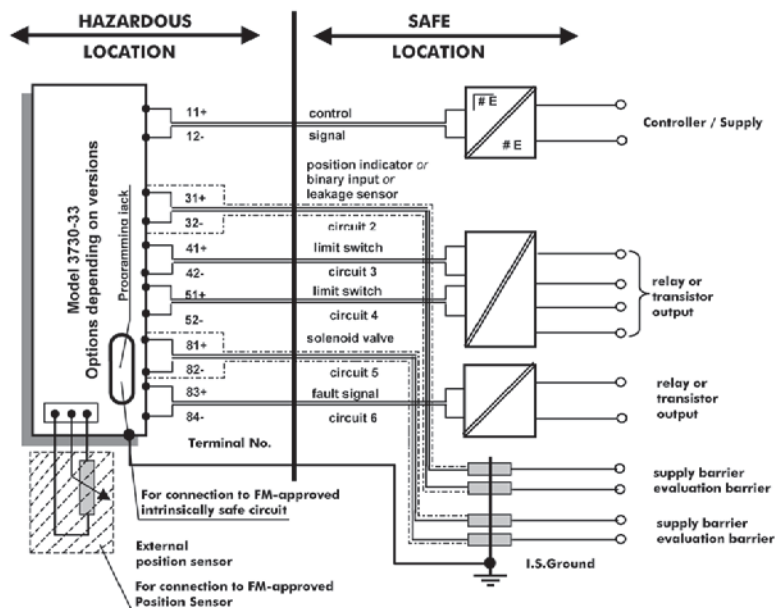 HAZARDOUS
LOCATION
SAFE
LOCATION
Model 3730-33
Options depending on versions
Programming jack
11+
12-
control
signal
# E
# E
Controller / Supply
position indicator or
binary input or
leakage sensor
31+
32-
circuit 2
41+
limit switch
42-
circuit 3
51+
limit switch
52-
circuit 4
relay or
transistor
output
81+
solenoid valve
82-
circuit 5
83+
fault signal
84-
circuit 6
relay or
transistor
output
Terminal No.
supply barrier
evaluation barrier
supply barrier
evaluation barrier
I.S.Ground
For connection to FM-approved
intrinsically safe circuit
External
position sensor
For connection to FM-approved
Position Sensor